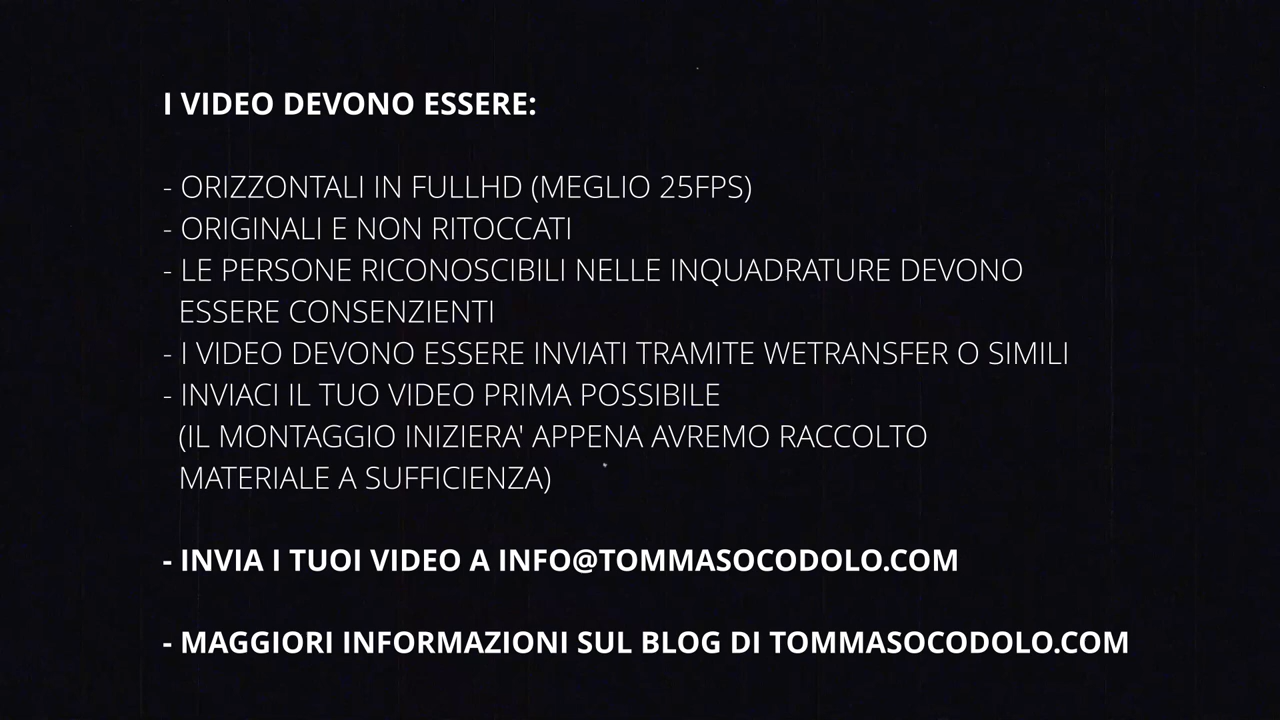 I VIDEO DEVONO ESSERE:
- ORIZZONTALI IN FULLHD (MEGLIO 25FPS)
- ORIGINALI E NON RITOCCATI
- LE PERSONE RICONOSCIBILI NELLE INQUADRATURE DEVONO
ESSERE CONSENZIENTI
- I VIDEO DEVONO ESSERE INVIATI TRAMITE WETRANSFER O SIMILI
- INVIACI IL TUO VIDEO PRIMA POSSIBILE
(IL MONTAGGIO INIZIERA' APPENA AVREMO RACCOLTO
MATERIALE A SUFFICIENZA)
- INVIA I TUOI VIDEO A INFO@TOMMASOCODOLO.COM
- MAGGIORI INFORMAZIONI SUL BLOG DI TOMMASOCODOLO.COM